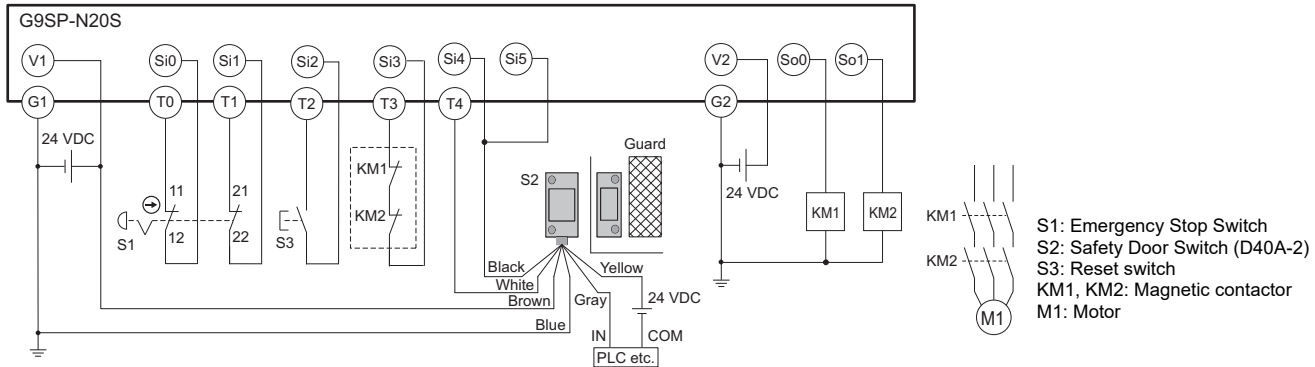 G9SP-N20S
V1 Si0 Si1 Si2 Si3 Si4 Si5 V2 So0 So1
G1 T0 T1 T2 T3 T4 G2
24 VDC
Guard
KM1
S2
24 VDC
11 21
KM2
KM1 KM2
KM1
S1: Emergency Stop Switch
12 22
S1
S3
S2: Safety Door Switch (D40A-2)
KM2
S3: Reset switch
Black Yellow
White
Brown Gray 24 VDC
KM1, KM2: Magnetic contactor
M1
M1: Motor
Blue
IN COM
PLC etc.